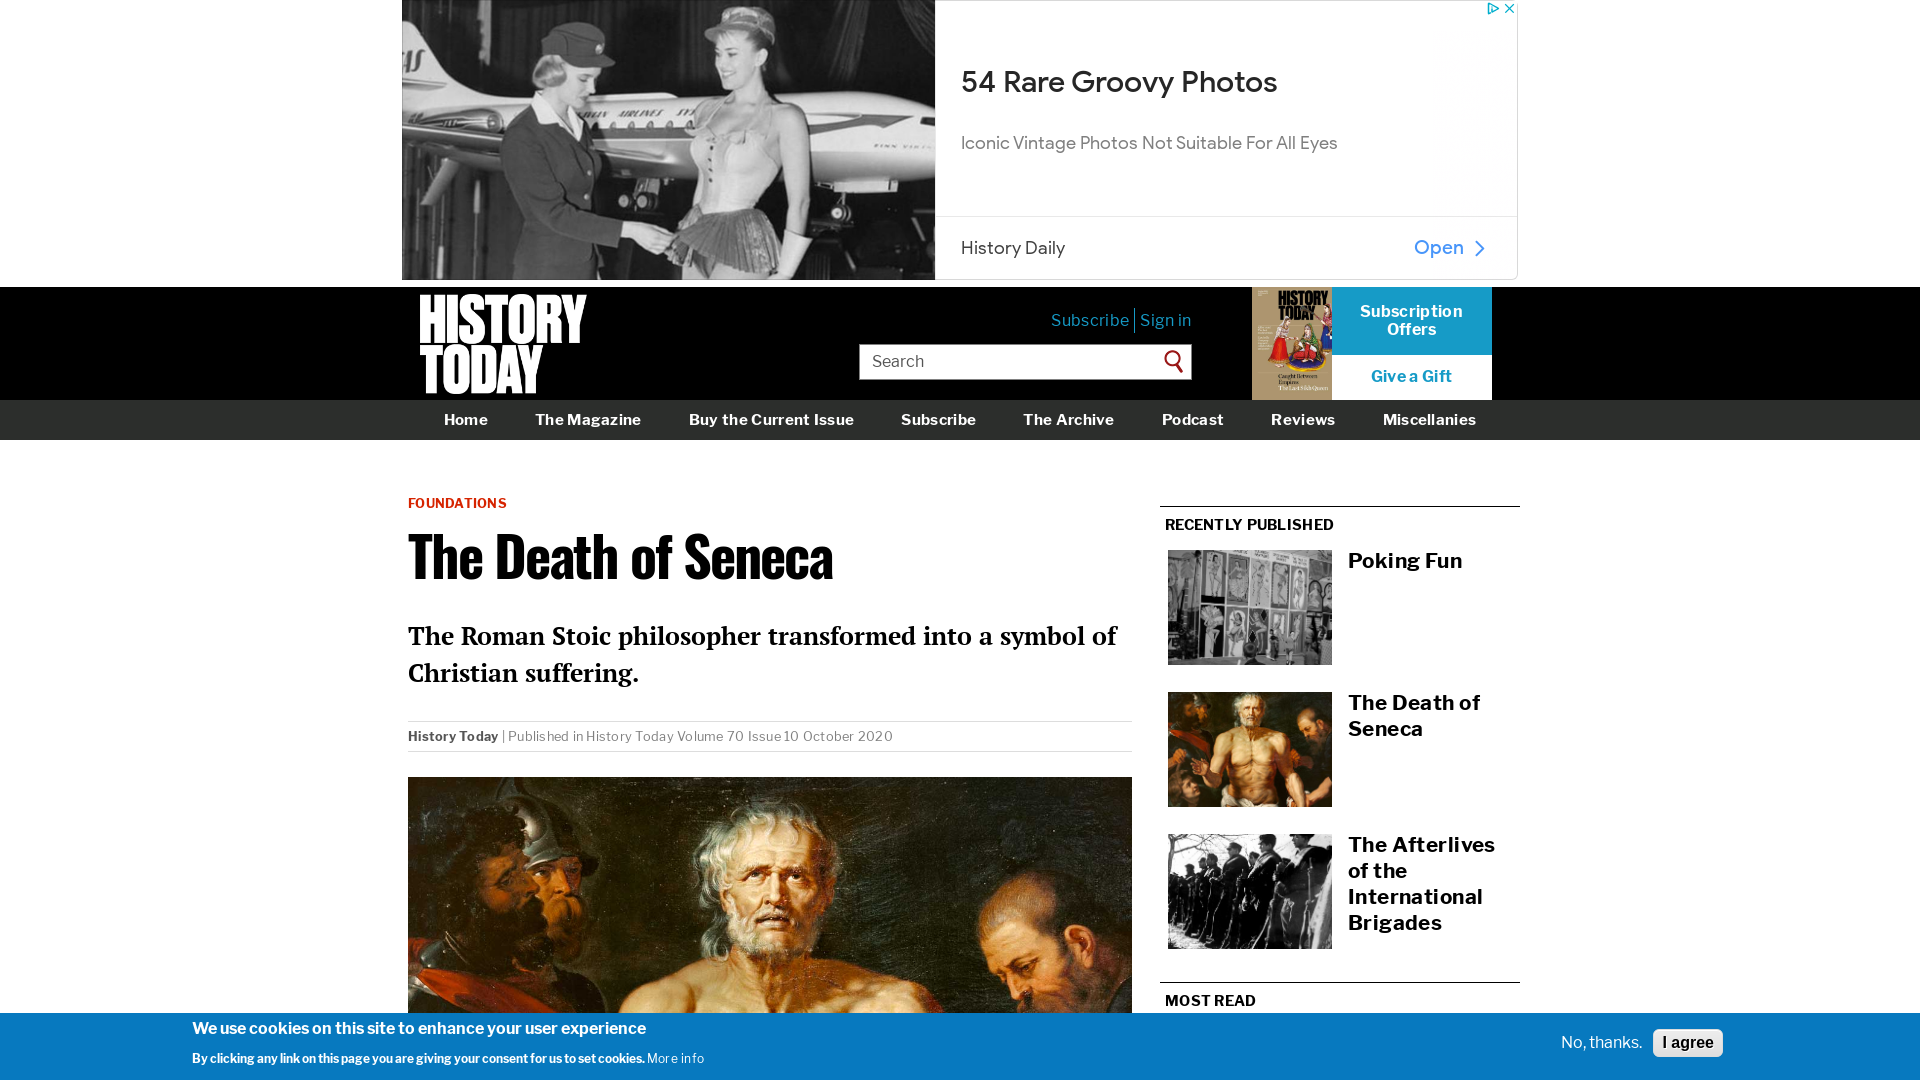 54 Rare Groovy Photos
Iconic Vintage Photos Not Suitable For All Eyes
History Daily
Open
HISTORY
TODAY
Subscribe
Sign in
Search
HISTORY
TODAY
Caught Between
Empires
Subscription
Offers
Give a Gift
Home
The Magazine
Buy the Current Issue
Subscribe
The Archive
Podcast
Reviews
Miscellanies
FOUNDATIONS
The Death of Seneca
The Roman Stoic philosopher transformed into a symbol of
Christian suffering.
History Today | Published in History Today Volume 70 Issue 10 October 2020
RECENTLY PUBLISHED
Poking Fun
The Death of
Seneca
The Afterlives
of the
International
Brigades
MOST READ
We use cookies on this site to enhance your user experience
By clicking any link on this page you are giving your consent for us to set cookies. More info
No, thanks.
I agree